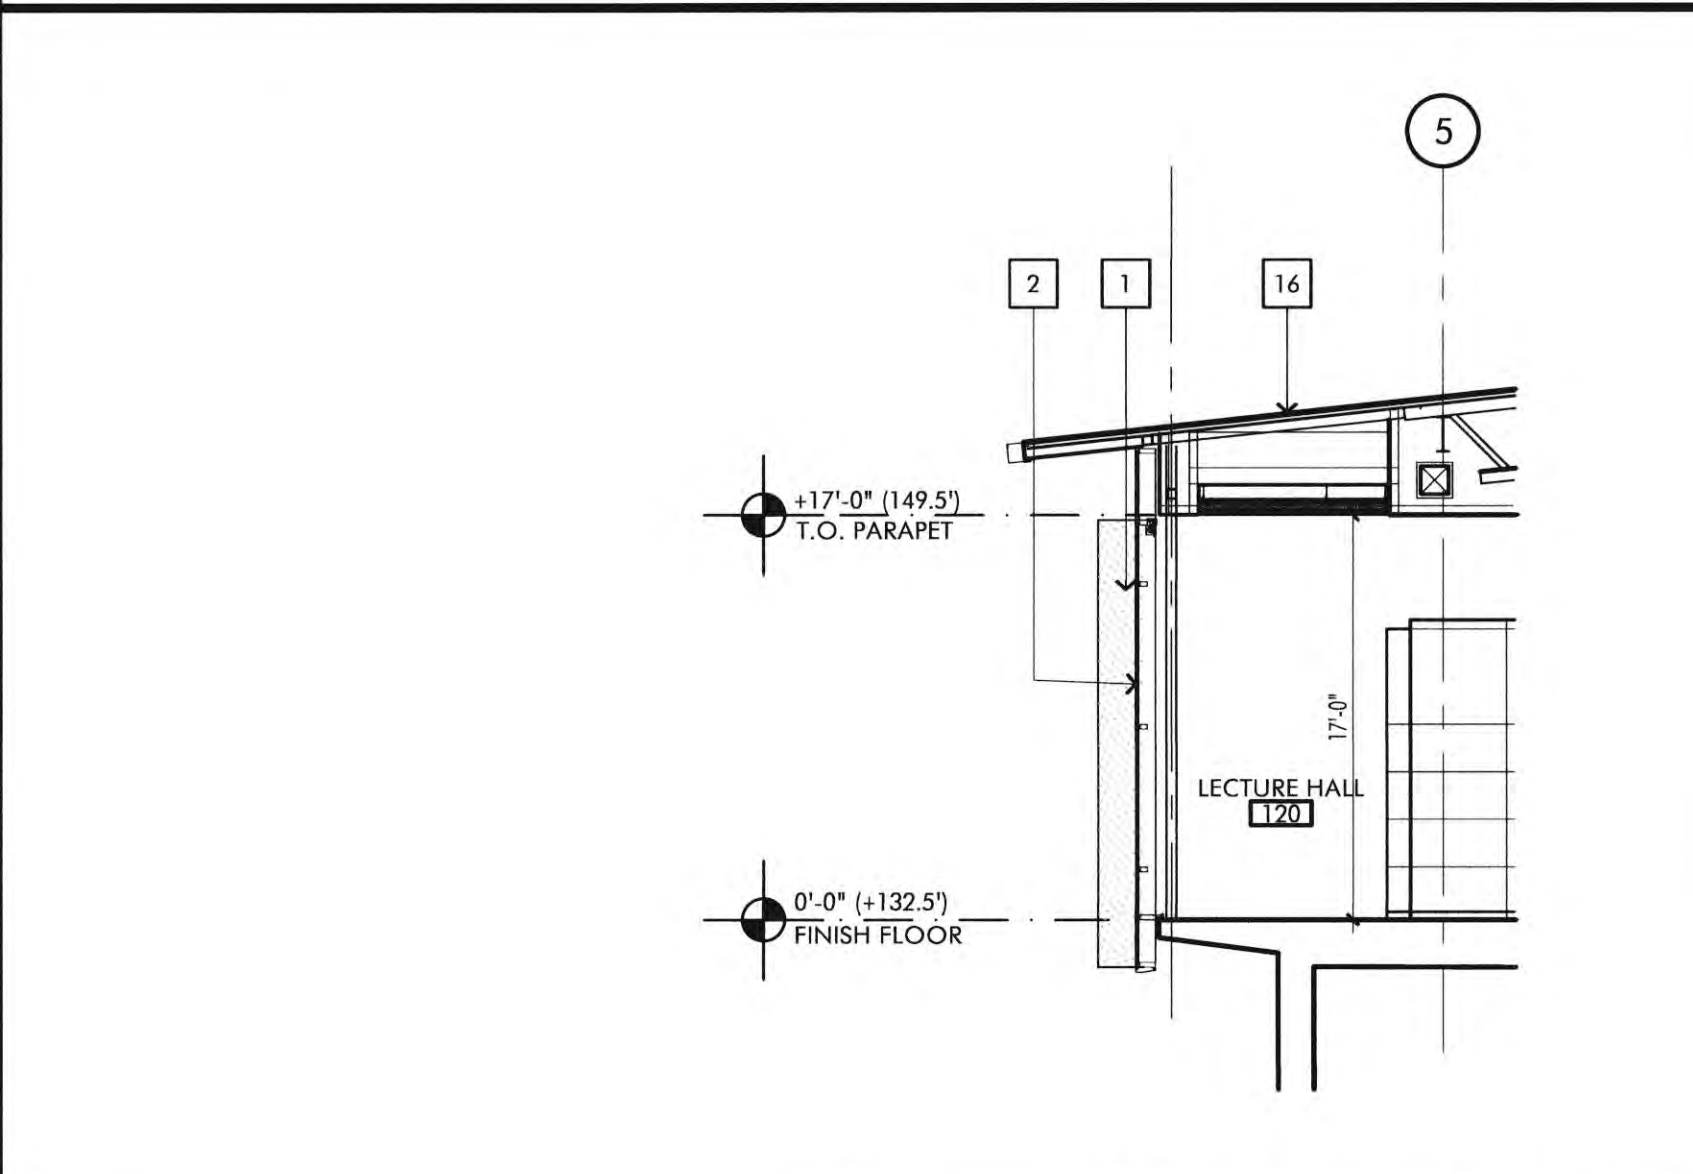 5
2
1
16
+17'-0" (149.5')
T.O. PARAPET
17'-0"
LECTURE HALL
120
0'-0" (+132.5')
FINISH FLOOR